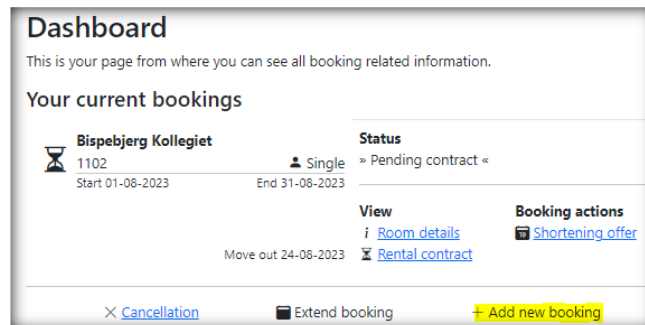 Dashboard
This is your page from where you can see all booking related information.
Your current bookings
Bispebjerg Kollegiet
1102 Single
Start 01-08-2023 End 31-08-2023
Move out 24-08-2023
Status
» Pending contract «
View
Room details
Rental contract
Booking actions
Shortening offer
Cancellation
Extend booking
+ Add new booking